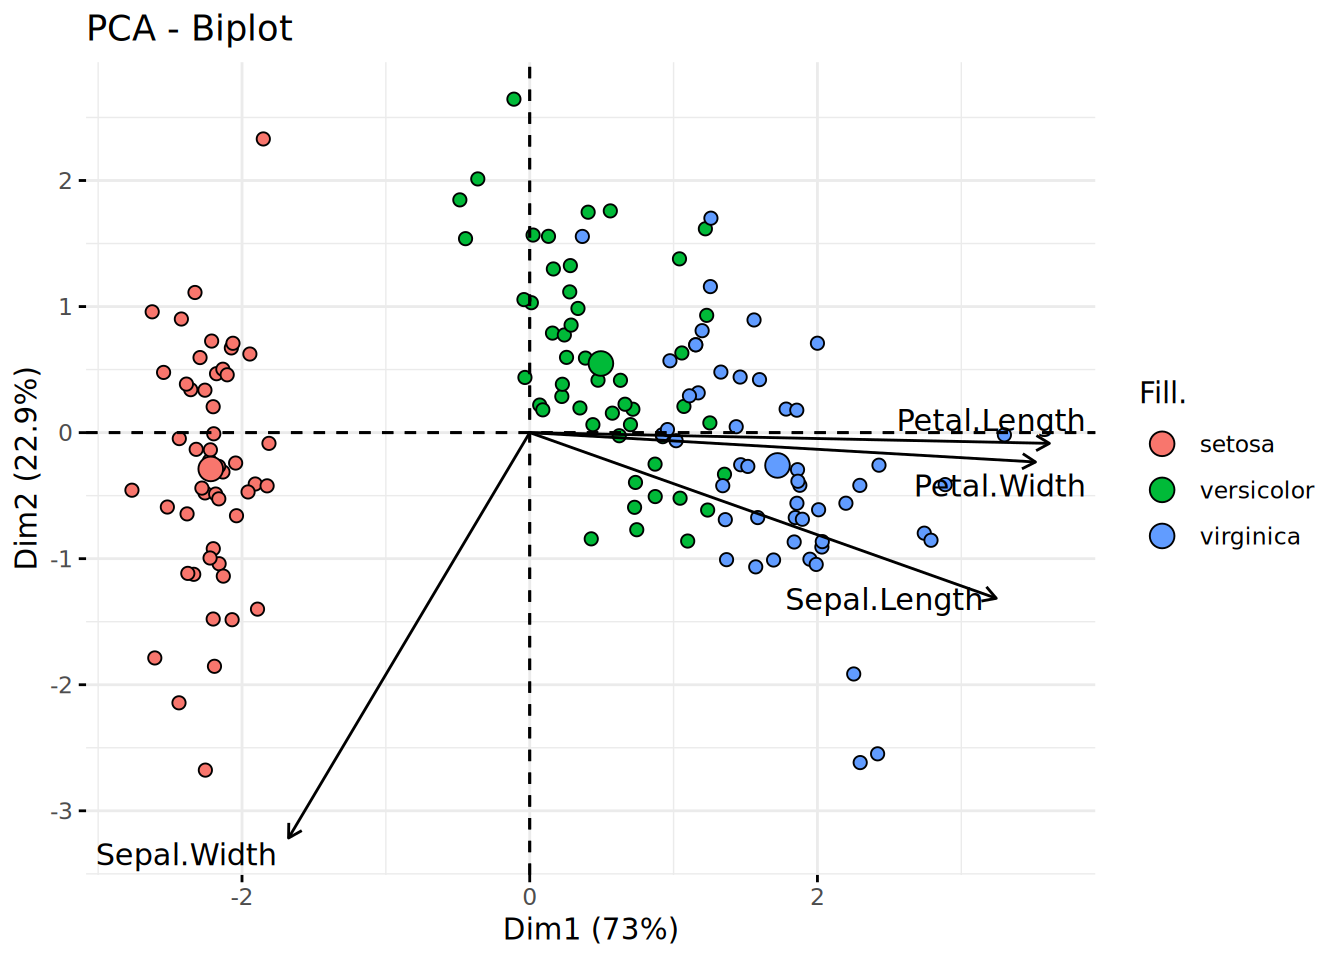 PCA - Biplot
Dim2 (22.9%)
2
1
0
-1
-2
-3
Petal.Length
Petal.Width
Sepal.Length
Sepal.Width
-2
0
2
Dim1 (73%)
Fill.
setosa
versicolor
virginica